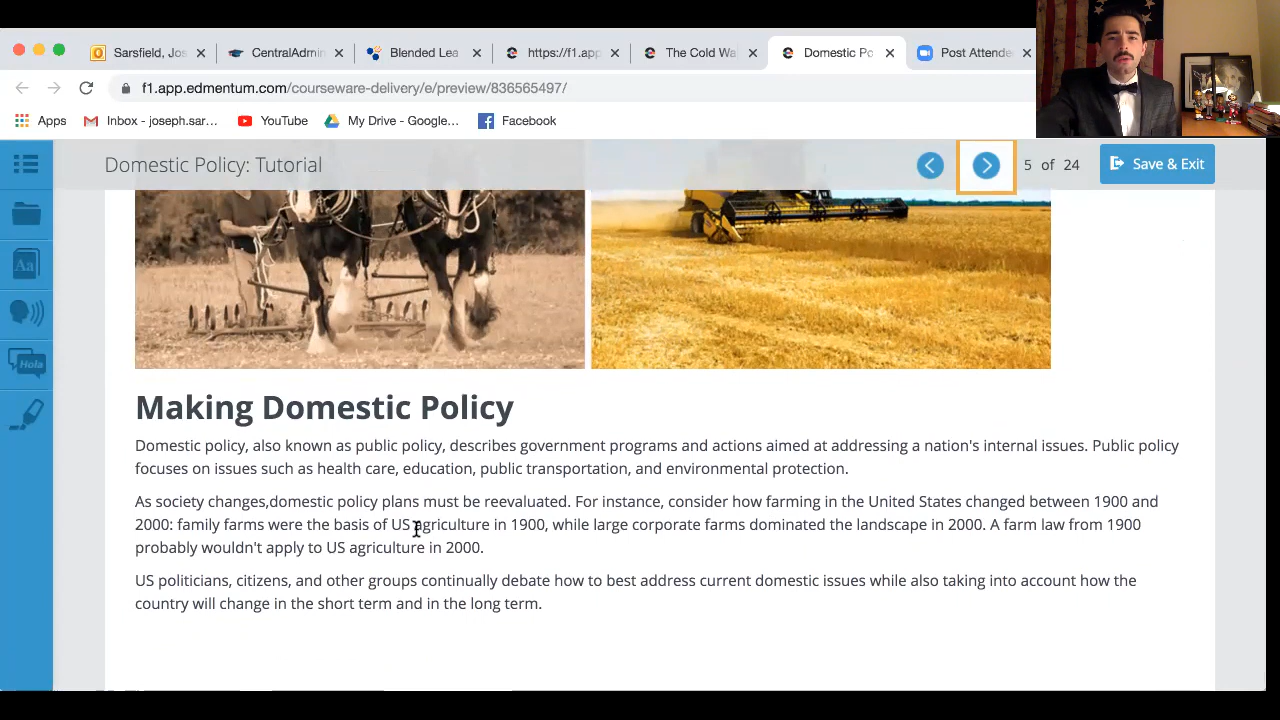 Sarsfield, Jos
CentralAdmin
Blended Lea
https://f1.app
The Cold Wa
Domestic Po
Post Attende
f1.app.edmentum.com/courseware-delivery/e/preview/836565497/
Apps
Inbox - joseph.sar...
YouTube
My Drive - Google...
Facebook
Domestic Policy: Tutorial
5 of 24
Save & Exit
Aa
Hola
Making Domestic Policy
Domestic policy, also known as public policy, describes government programs and actions aimed at addressing a nation's internal issues. Public policy
focuses on issues such as health care, education, public transportation, and environmental protection.
As society changes,domestic policy plans must be reevaluated. For instance, consider how farming in the United States changed between 1900 and
2000: family farms were the basis of US agriculture in 1900, while large corporate farms dominated the landscape in 2000. A farm law from 1900
probably wouldn't apply to US agriculture in 2000.
US politicians, citizens, and other groups continually debate how to best address current domestic issues while also taking into account how the
country will change in the short term and in the long term.